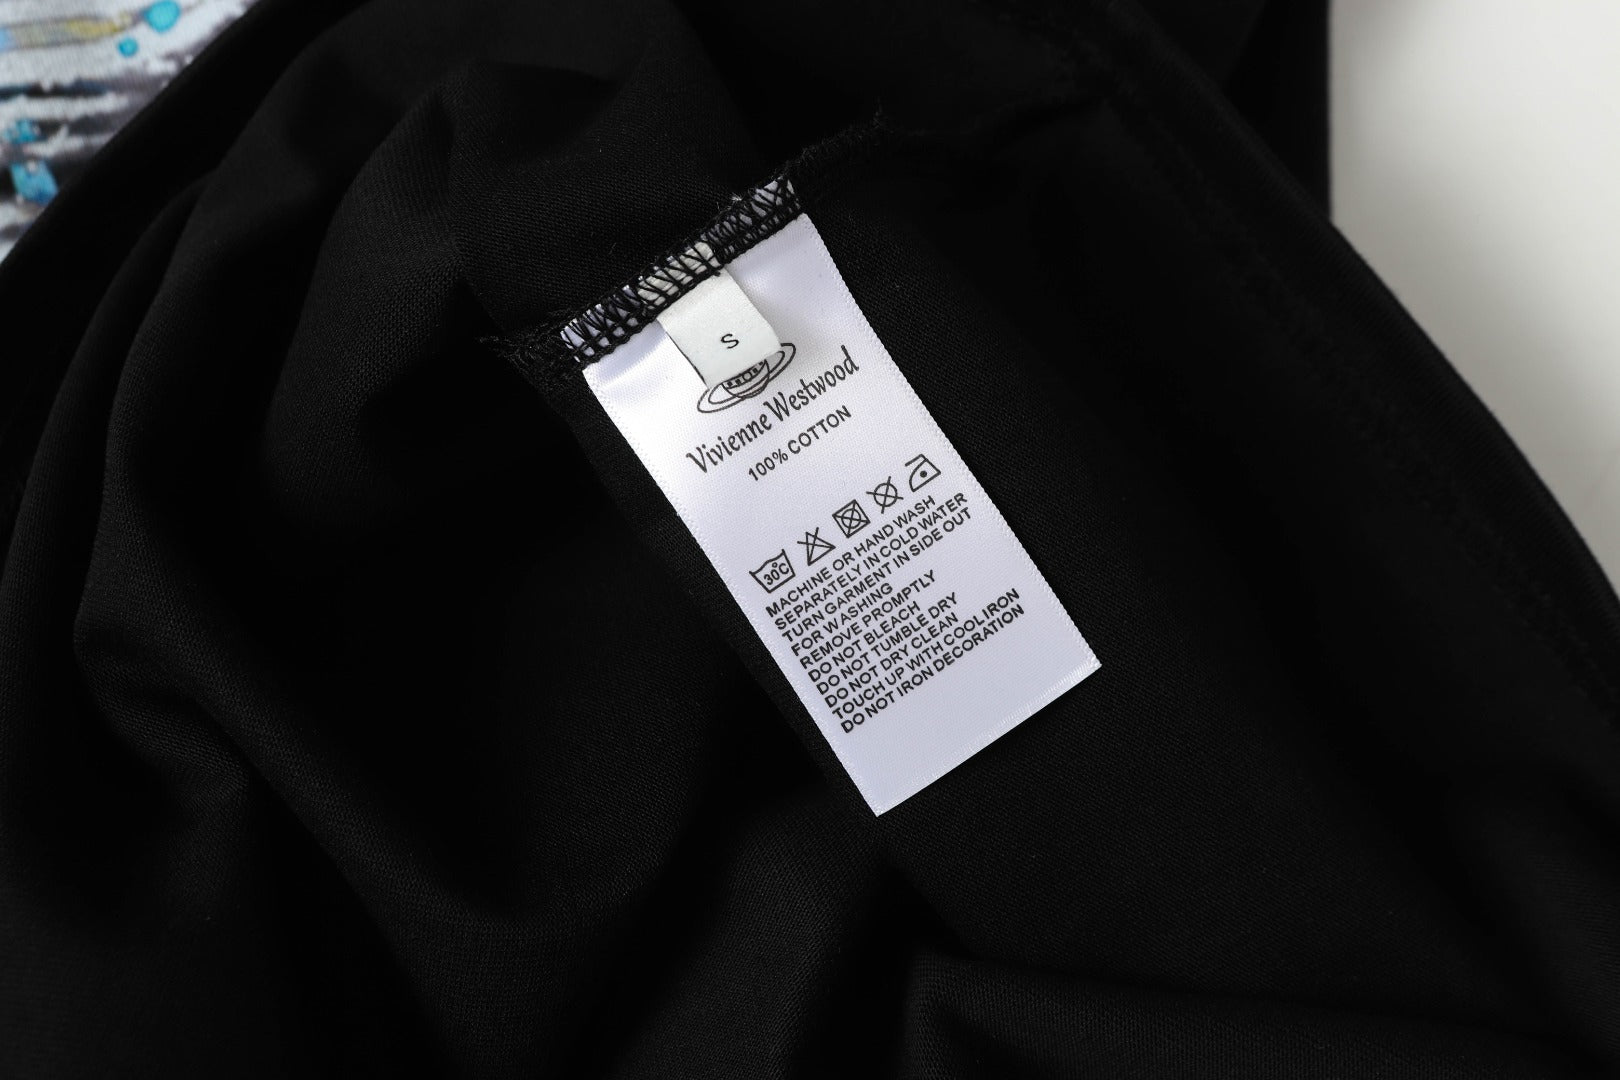 S
Vivienne Westwood
100% COTTON
30°C
MACHINE OR HAND WASH
SEPARATELY IN COLD WATER
TURN GARMENT IN SIDE OUT
FOR WASHING
REMOVE PROMPTLY
DO NOT BLEACH
DO NOT TUMBLE DRY
DO NOT DRY CLEAN
TOUCH UP WITH COOL IRON
DO NOT IRON DECORATION